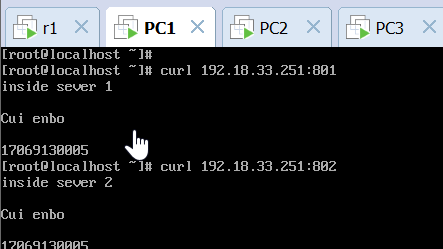 r1 PC1 PC2 PC3
[root@localhost ~]#
[root@localhost ~]# curl 192.18.33.251:801
inside sever 1
Cui enbo
17069130005
[root@localhost ~]# curl 192.18.33.251:802
inside sever 2
Cui enbo
17069130005